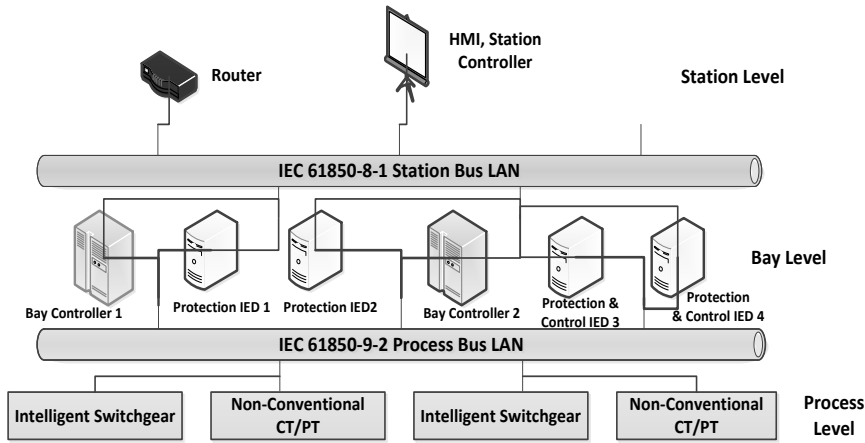 HMI, Station
Controller
Router
Station Level
IEC 61850-8-1 Station Bus LAN
Bay Level
Bay Controller 1
Protection IED 1
Protection IED2
Bay Controller 2
Protection &
Control IED 3
Protection
& Control IED 4
IEC 61850-9-2 Process Bus LAN
Intelligent Switchgear
Non-Conventional
CT/PT
Intelligent Switchgear
Non-Conventional
CT/PT
Process
Level